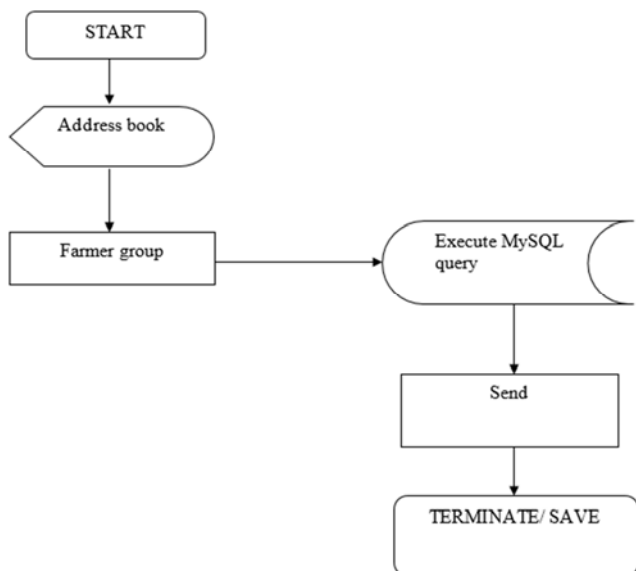 START
Address book
Farmer group
Execute MySQL
query
Send
TERMINATE/ SAVE